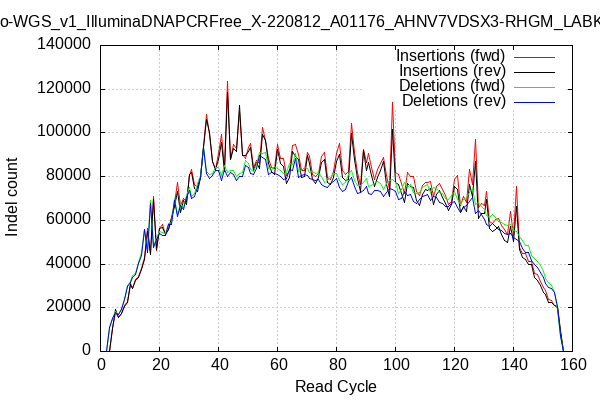 o-WGS_v1_IlluminaDNAPCRFree_X-220812_A01176_AHNV7VDSX3-RHGM_LABK
Insertions (fwd)
Insertions (rev)
Deletions (fwd)
Deletions (rev)
140000
120000
100000
80000
60000
40000
20000
0
Indel count
0 20 40 60 80 100 120 140 160
Read Cycle